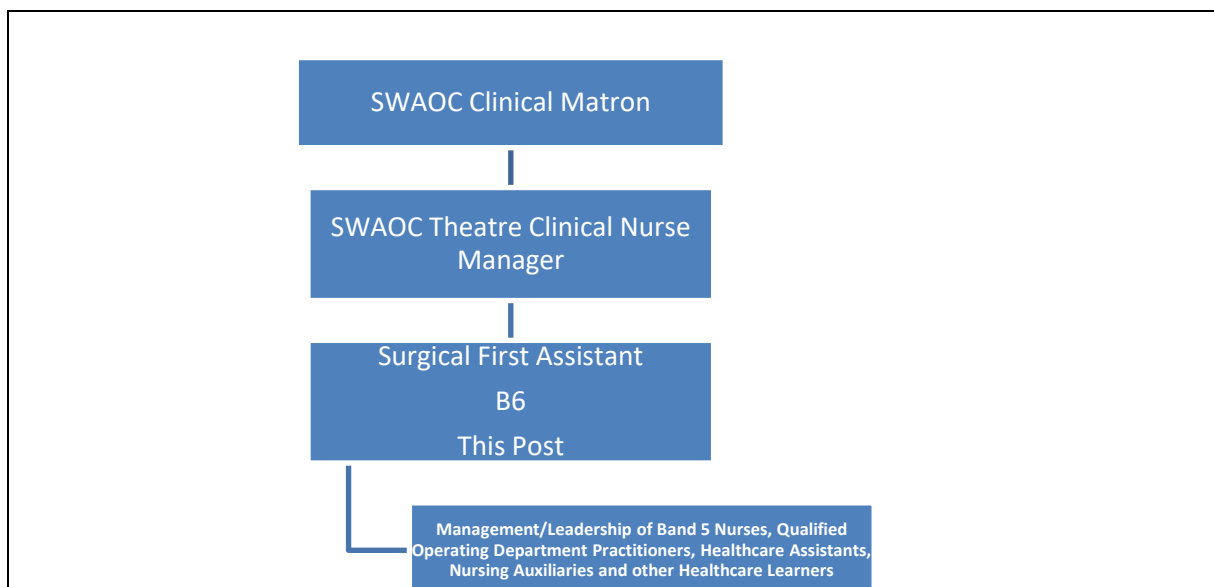 SWAOC Clinical Matron
SWAOC Theatre Clinical Nurse
Manager
Surgical First Assistant
B6
This Post
Management/Leadership of Band 5 Nurses, Qualified
Operating Department Practitioners, Healthcare Assistants,
Nursing Auxiliaries and other Healthcare Learners